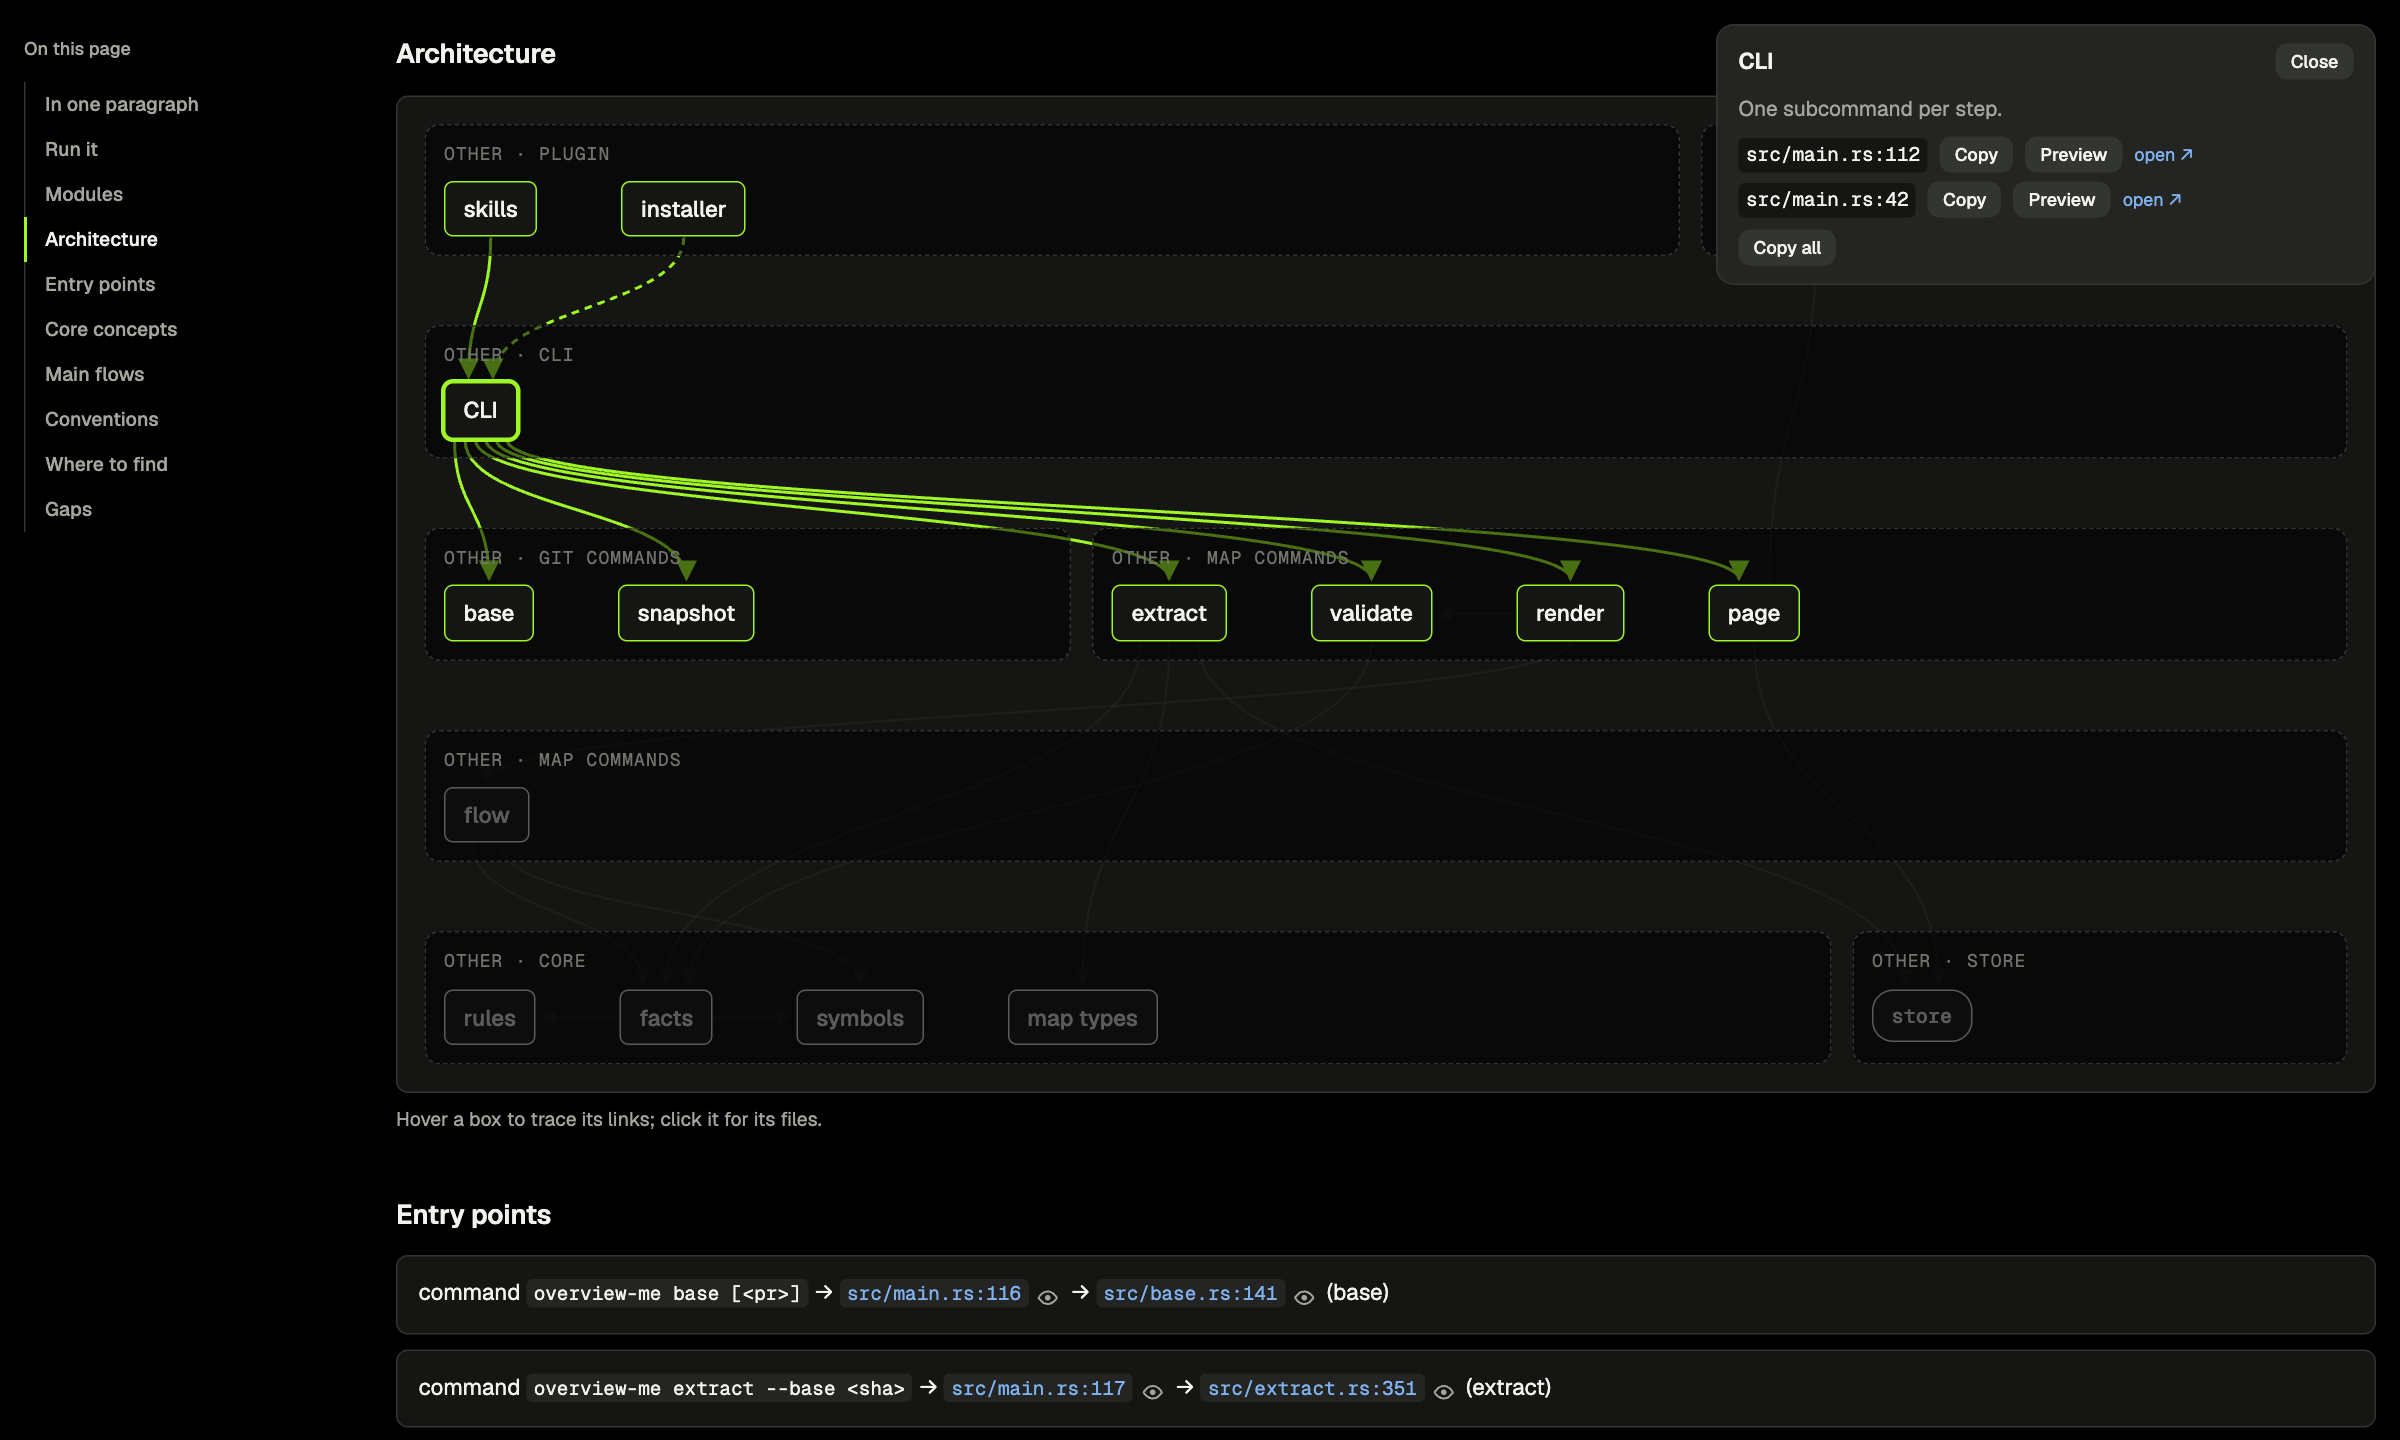 On this page
In one paragraph
Run it
Modules
Architecture
Entry points
Core concepts
Main flows
Conventions
Where to find
Gaps
Architecture
OTHER · PLUGIN
skills
installer
CLI
Close
One subcommand per step.
src/main.rs:112 Copy Preview open ↗
src/main.rs:42 Copy Preview open ↗
Copy all
OTHER · CLI
CLI
OTHER · GIT COMMANDS
base
snapshot
OTHER · MAP COMMANDS
extract
validate
render
page
OTHER · MAP COMMANDS
flow
OTHER · CORE
rules
facts
symbols
map types
OTHER · STORE
store
Hover a box to trace its links; click it for its files.
Entry points
command overview-me base [<pr>] → src/main.rs:116 → src/base.rs:141 (base)
command overview-me extract --base <sha> → src/main.rs:117 → src/extract.rs:351 (extract)